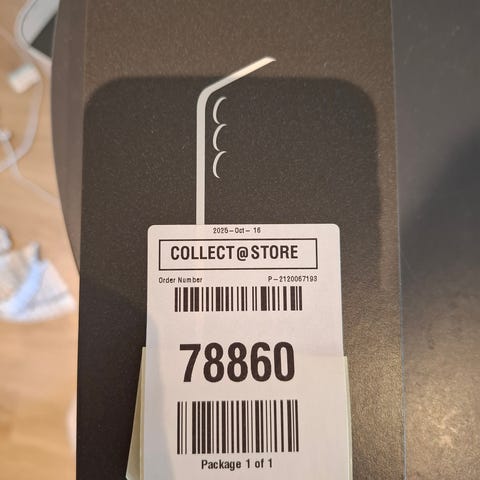 2025-Oct- 16
COLLECT@STORE
Order Number P-2120067193
78860
Package 1 of 1